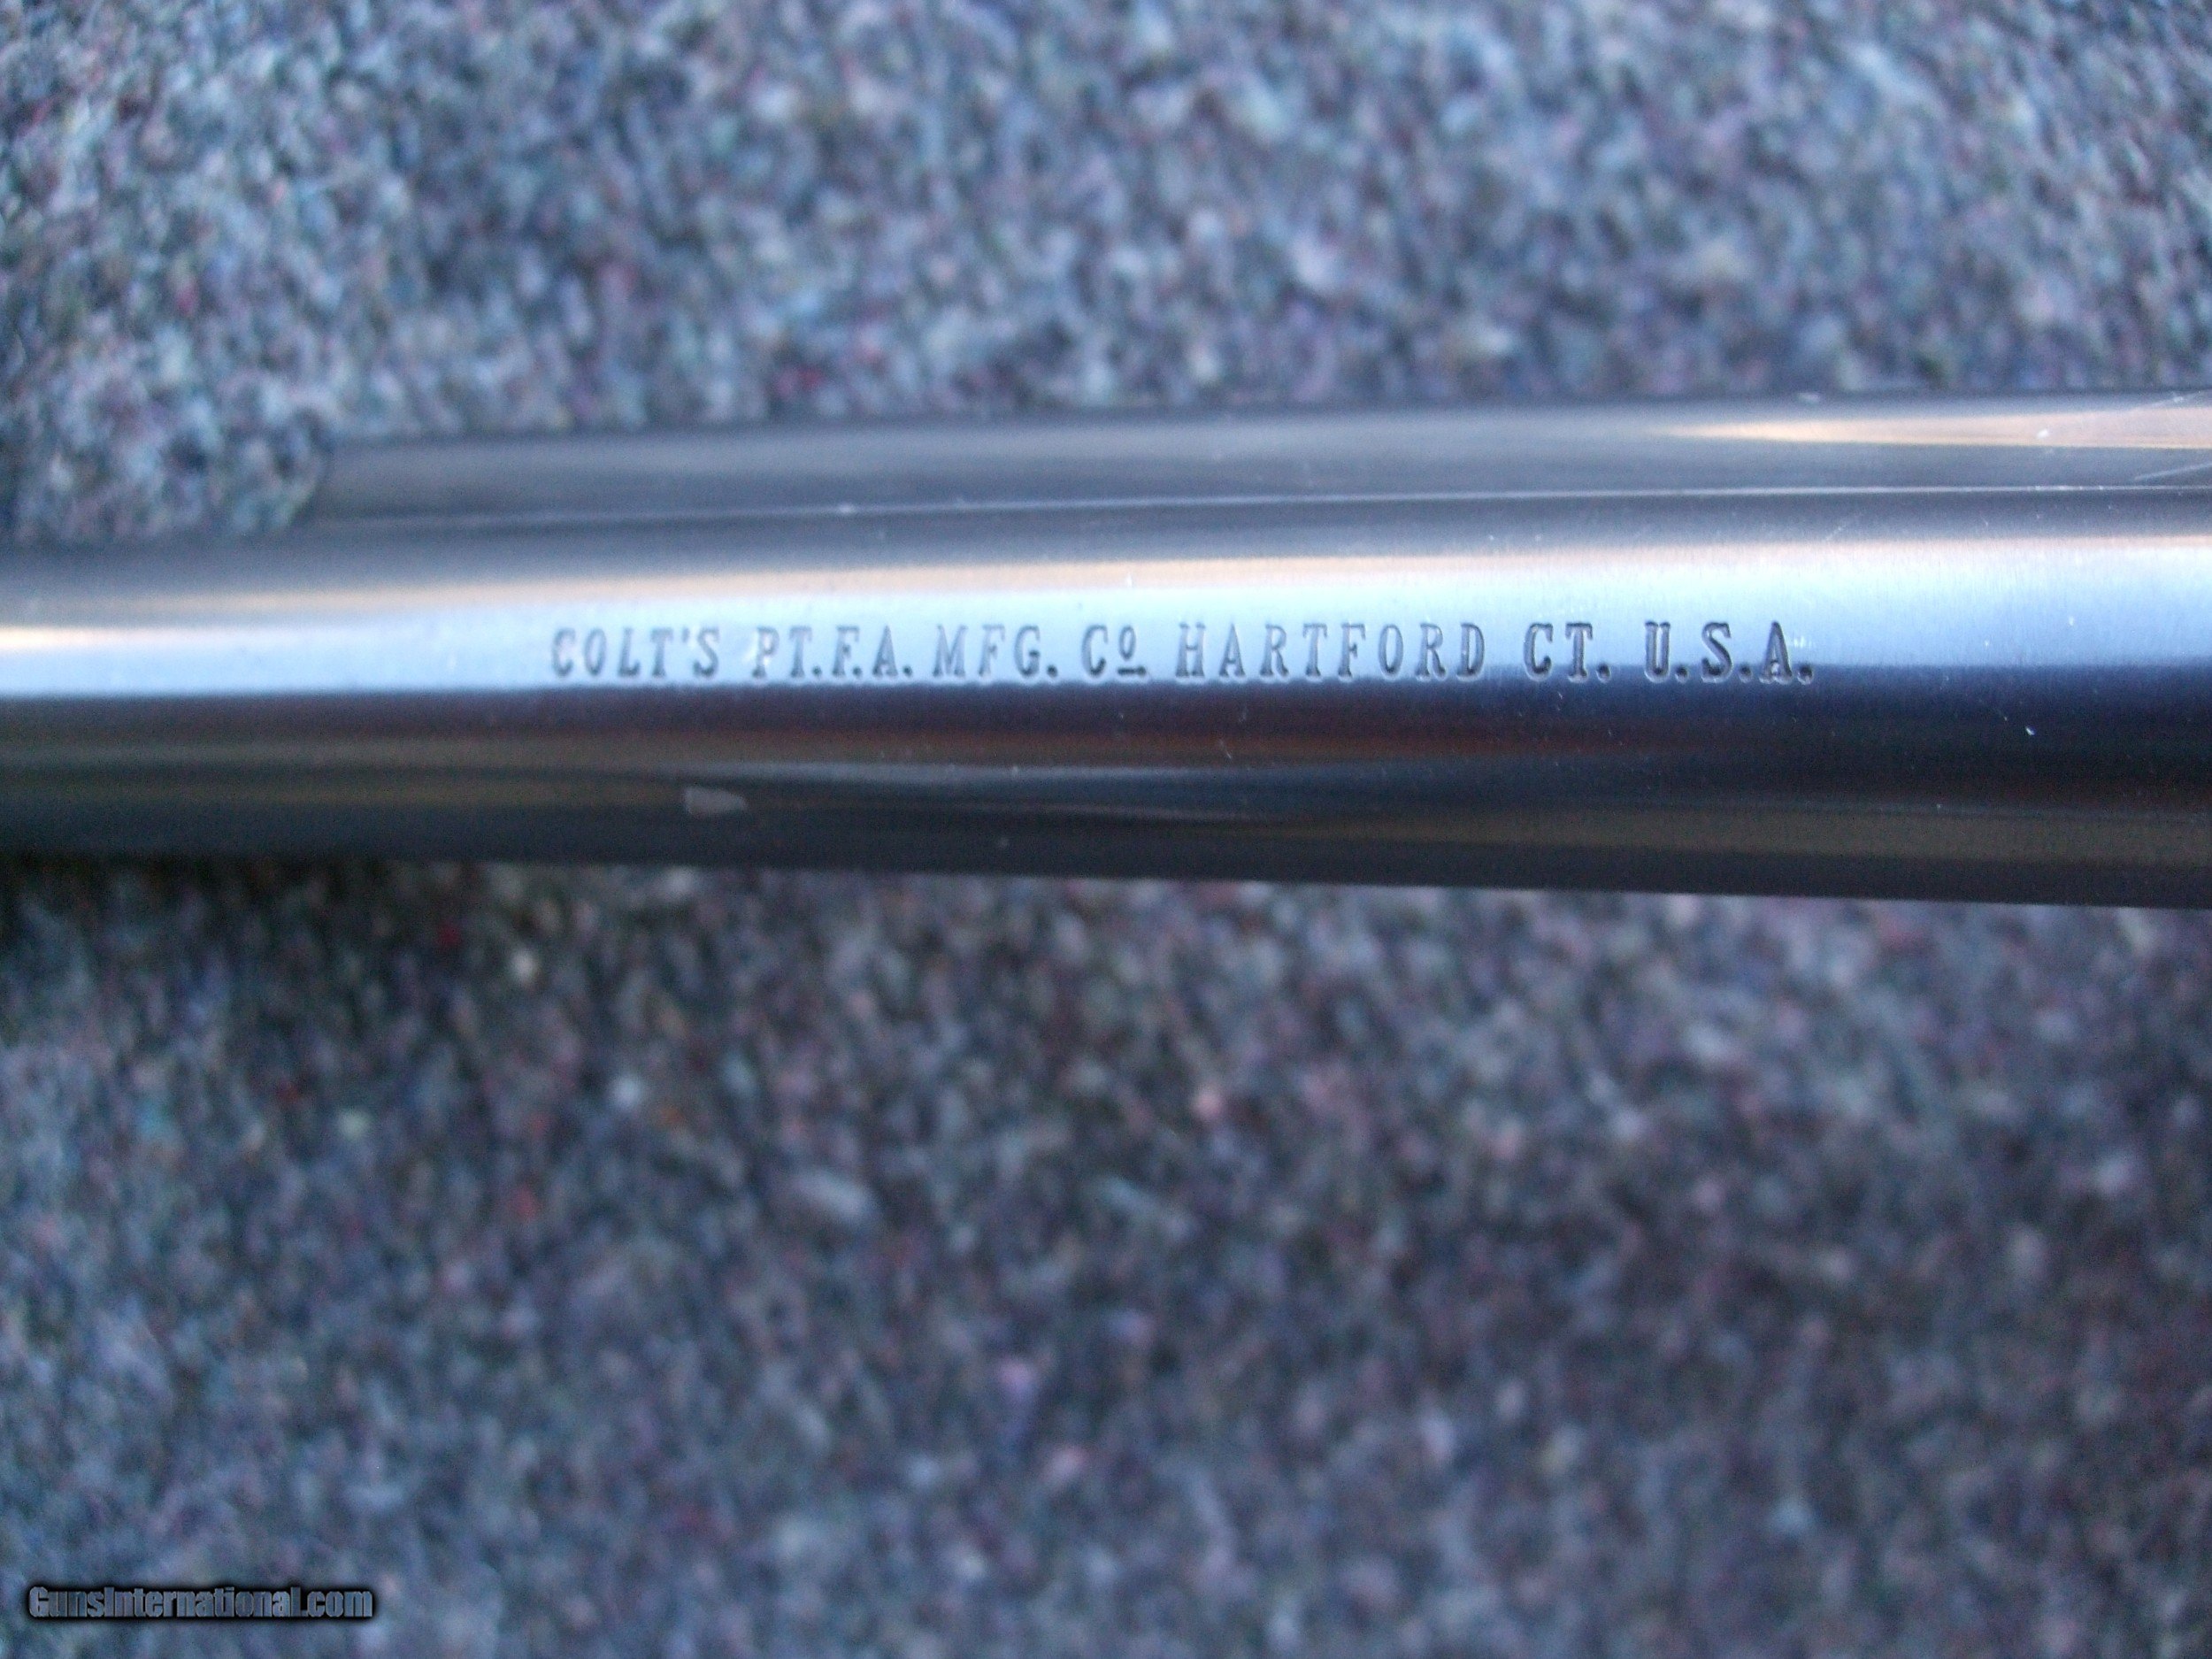 COLT'S PT.F.A. MFG. Cº HARTFORD CT. U.S.A.
GunsInternational.com